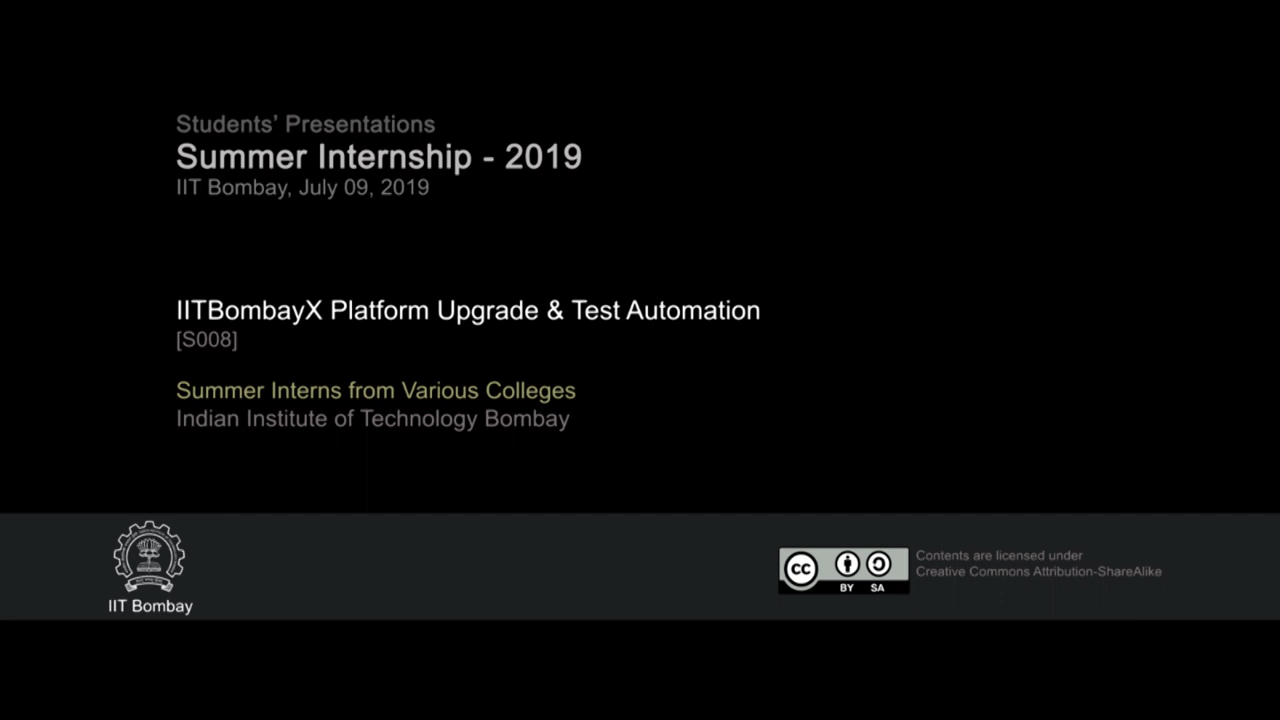 Students’ Presentations
Summer Internship - 2019
IIT Bombay, July 09, 2019
IITBombayX Platform Upgrade & Test Automation
[S008]
Summer Interns from Various Colleges
Indian Institute of Technology Bombay
IIT Bombay
cc
BY SA
Contents are licensed under
Creative Commons Attribution-ShareAlike